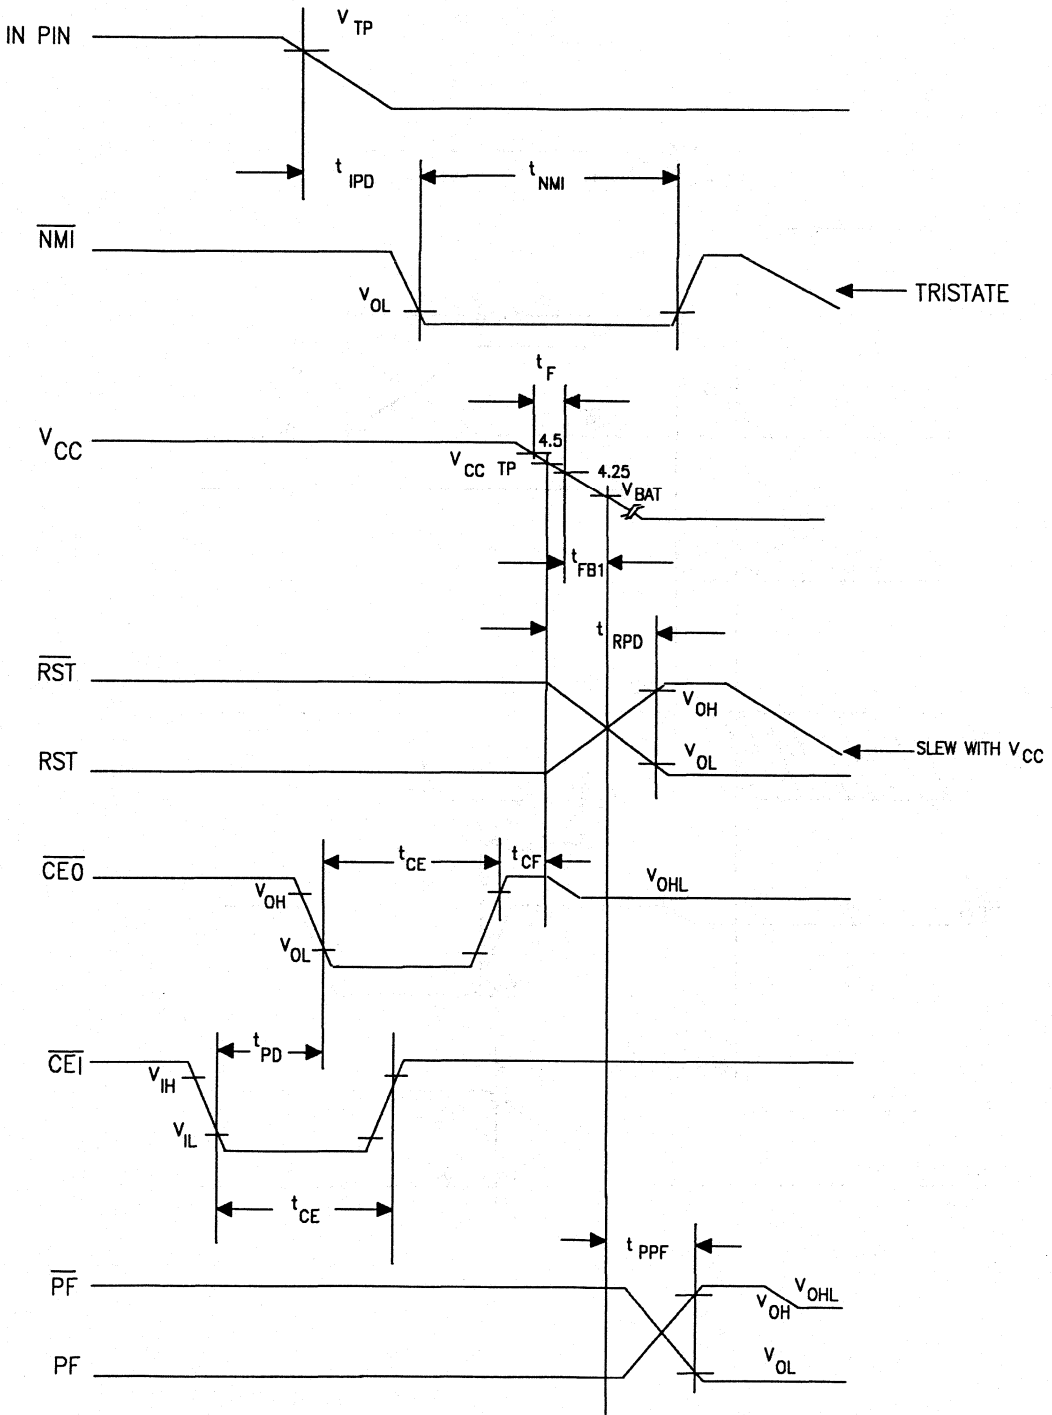 IN PIN
V TP
t IPD
t NMI
NMI
V OL
TRISTATE
t F
V CC
4.5
V CC TP
4.25
V BAT
t FB1
t RPD
RST
V OH
RST
V OL
SLEW WITH V CC
CEO
t CE
t CF
V OH
V OHL
V OL
CEI
t PD
V IH
V IL
t CE
t PPF
PF
V OHL
V OH
PF
V OL